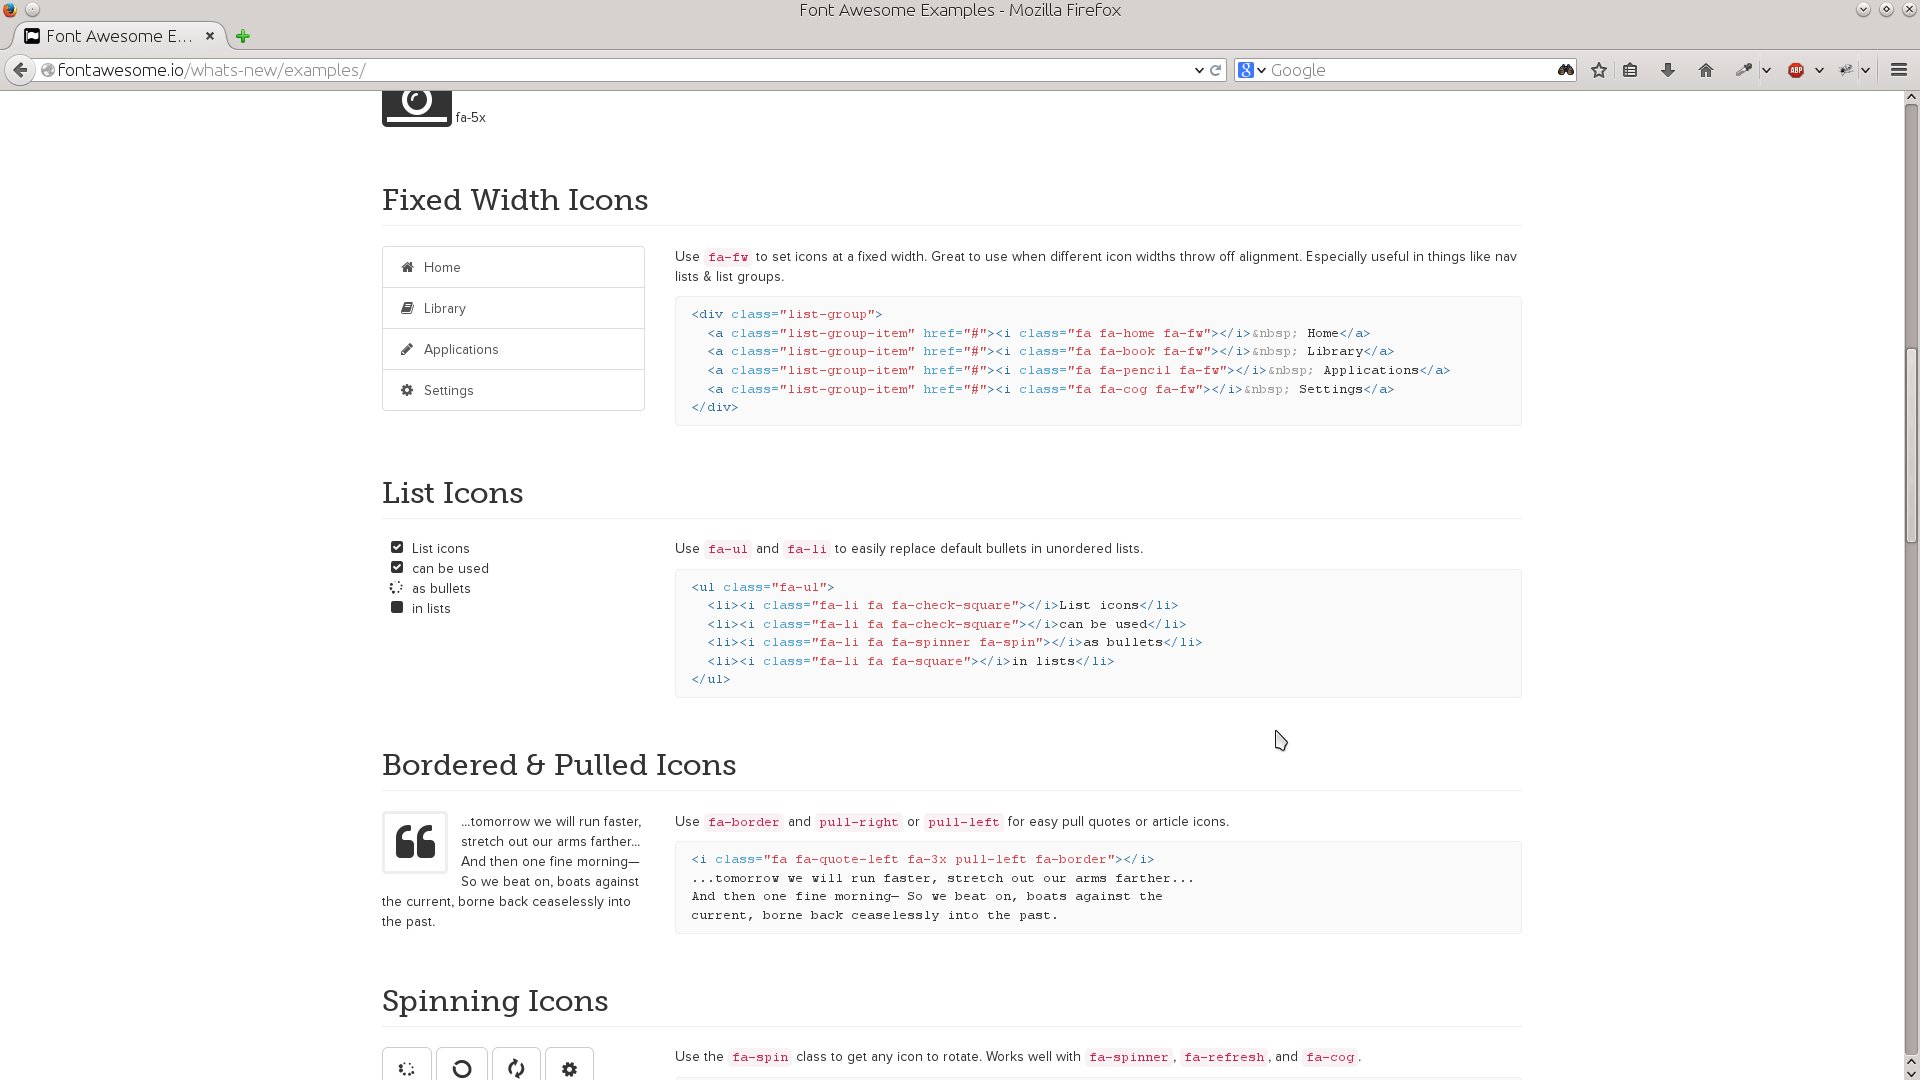 Font Awesome Examples - Mozilla Firefox
Font Awesome E...
fontawesome.io/whats-new/examples/
Google
ABP
fa-5x
Fixed Width Icons
Home
Library
Applications
Settings
Use fa-fw to set icons at a fixed width. Great to use when different icon widths throw off alignment. Especially useful in things like nav
lists & list groups.
<div class="list-group">
  <a class="list-group-item" href="#"><i class="fa fa-home fa-fw"></i>&nbsp; Home</a>
  <a class="list-group-item" href="#"><i class="fa fa-book fa-fw"></i>&nbsp; Library</a>
  <a class="list-group-item" href="#"><i class="fa fa-pencil fa-fw"></i>&nbsp; Applications</a>
  <a class="list-group-item" href="#"><i class="fa fa-cog fa-fw"></i>&nbsp; Settings</a>
</div>
List Icons
List icons
can be used
as bullets
in lists
Use fa-ul and fa-li to easily replace default bullets in unordered lists.
<ul class="fa-ul">
  <li><i class="fa-li fa fa-check-square"></i>List icons</li>
  <li><i class="fa-li fa fa-check-square"></i>can be used</li>
  <li><i class="fa-li fa fa-spinner fa-spin"></i>as bullets</li>
  <li><i class="fa-li fa fa-square"></i>in lists</li>
</ul>
Bordered & Pulled Icons
...tomorrow we will run faster,
stretch out our arms farther...
And then one fine morning—
So we beat on, boats against
the current, borne back ceaselessly into
the past.
Use fa-border and pull-right or pull-left for easy pull quotes or article icons.
<i class="fa fa-quote-left fa-3x pull-left fa-border"></i>
...tomorrow we will run faster, stretch out our arms farther...
And then one fine morning— So we beat on, boats against the
current, borne back ceaselessly into the past.
Spinning Icons
Use the fa-spin class to get any icon to rotate. Works well with fa-spinner, fa-refresh, and fa-cog.